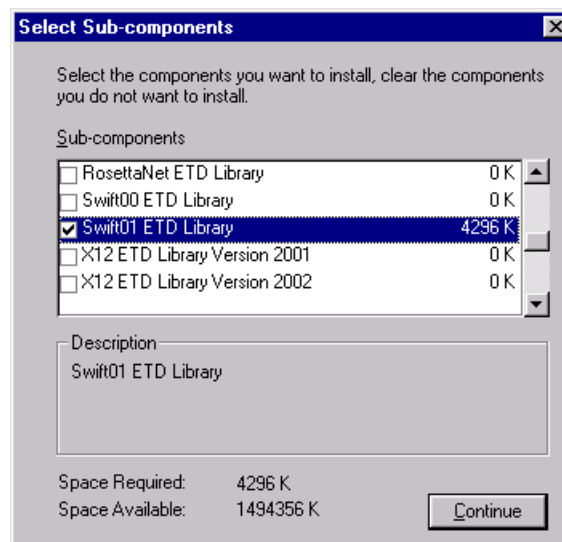 Select Sub-components
Select the components you want to install, clear the components
you do not want to install.
Sub-components
RosettaNet ETD Library 0 K
Swift00 ETD Library 0 K
Swift01 ETD Library 4296 K
X12 ETD Library Version 2001 0 K
X12 ETD Library Version 2002 0 K
Description
Swift01 ETD Library
Space Required: 4296 K
Space Available: 1494356 K
Continue